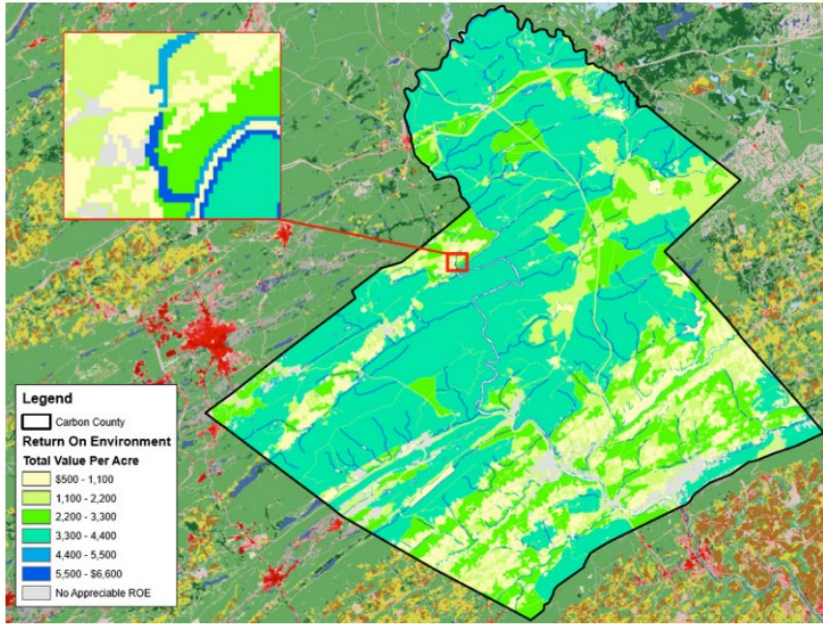 Legend
Carbon County
Return On Environment
Total Value Per Acre
$500 - 1,100
1,100 - 2,200
2,200 - 3,300
3,300 - 4,400
4,400 - 5,500
5,500 - $6,600
No Appreciable ROE